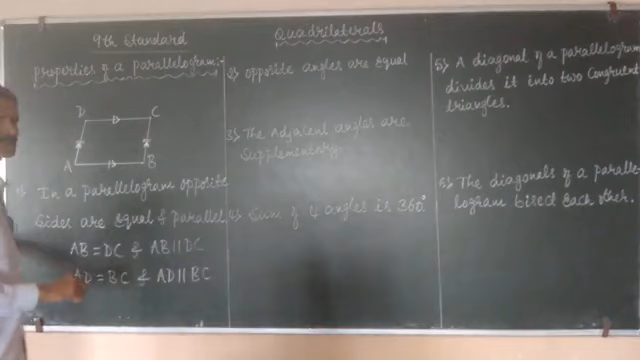 Quadrilaterals
9th Standard
properties of a parallelogram:-
D C
A B
1) In a parallelogram opposite
Sides are Equal & parallel.
AB = DC & AB || DC
AD = BC & AD || BC
2) opposite angles are Equal
3) The Adjacent angles are
Supplementary.
4) Sum of 4 angles is 360°
5) A diagonal of a parallelogram
divides it into two Congruent
triangles.
6) The diagonals of a paralle-
logram bisect Each other.